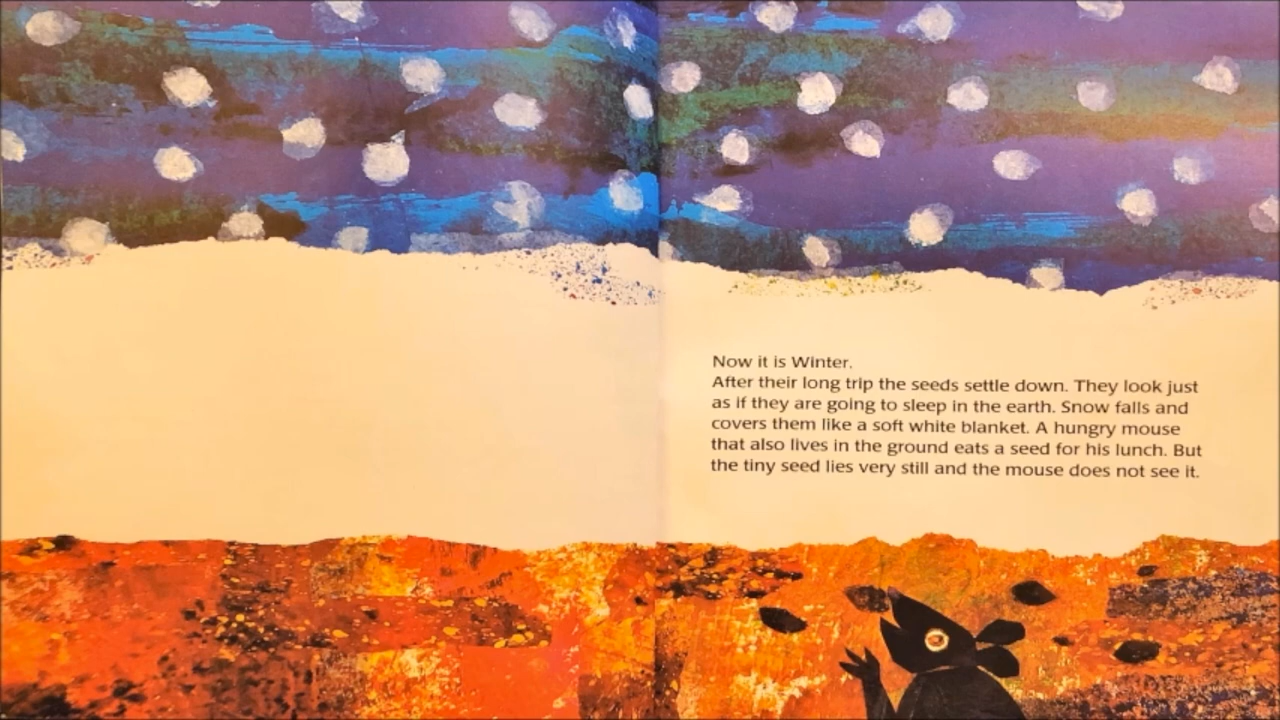 Now it is Winter.
After their long trip the seeds settle down. They look just
as if they are going to sleep in the earth. Snow falls and
covers them like a soft white blanket. A hungry mouse
that also lives in the ground eats a seed for his lunch. But
the tiny seed lies very still and the mouse does not see it.